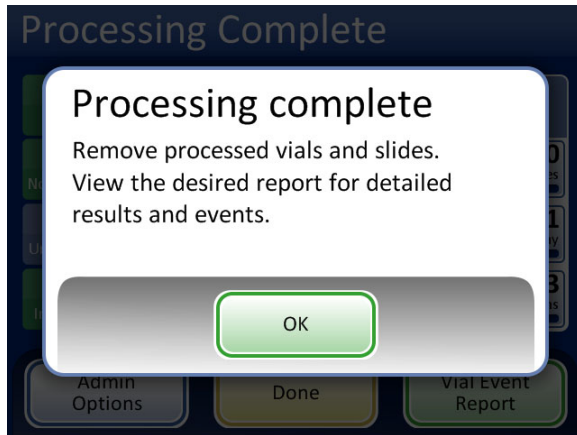 Processing Complete
Processing complete
Remove processed vials and slides.
View the desired report for detailed
results and events.
OK
Admin
Options
Done
Vial Event
Report